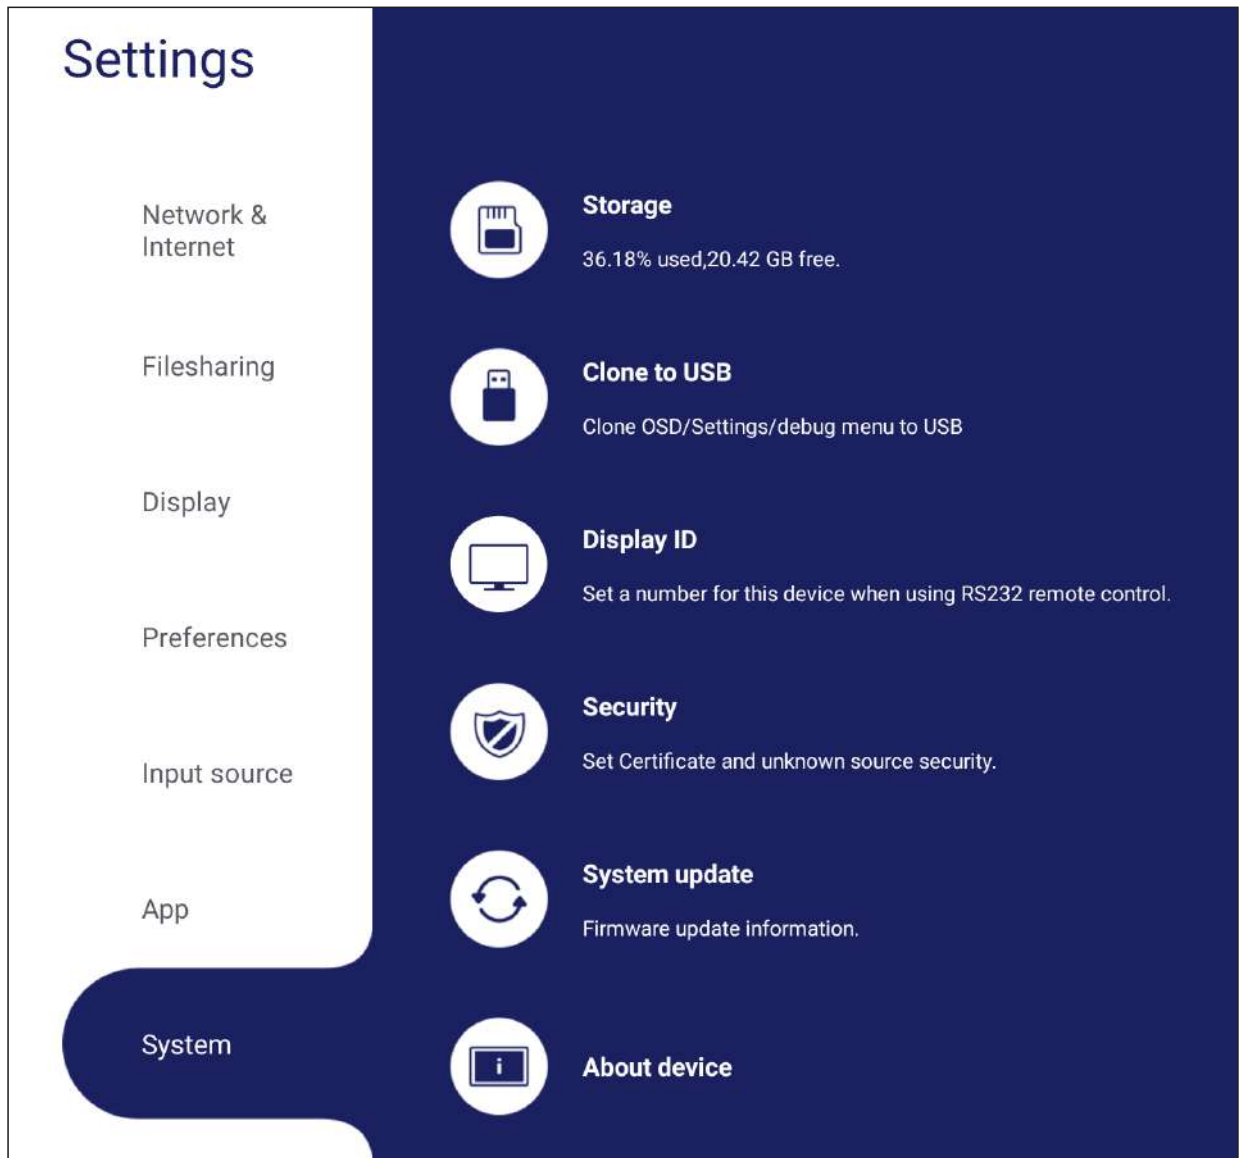 Settings
Network &
Internet
Filesharing
Display
Preferences
Input source
App
System
Storage
36.18% used,20.42 GB free.
Clone to USB
Clone OSD/Settings/debug menu to USB
Display ID
Set a number for this device when using RS232 remote control.
Security
Set Certificate and unknown source security.
System update
Firmware update information.
About device